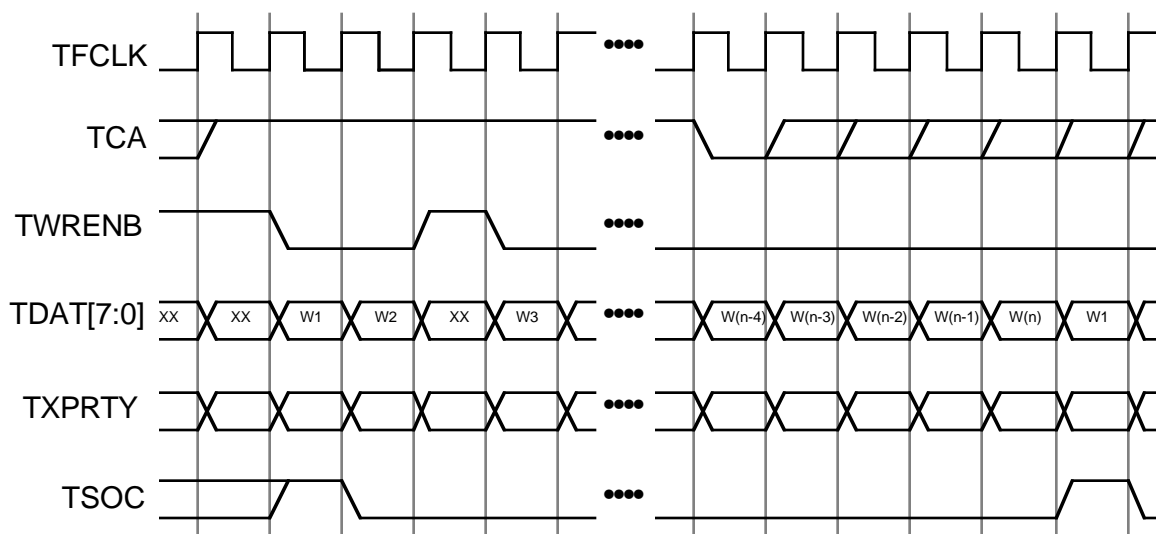 TFCLK
TCA
TWRENB
TDAT[7:0] XX XX W1 W2 XX W3 W(n-4) W(n-3) W(n-2) W(n-1) W(n) W1
TXPRTY
TSOC